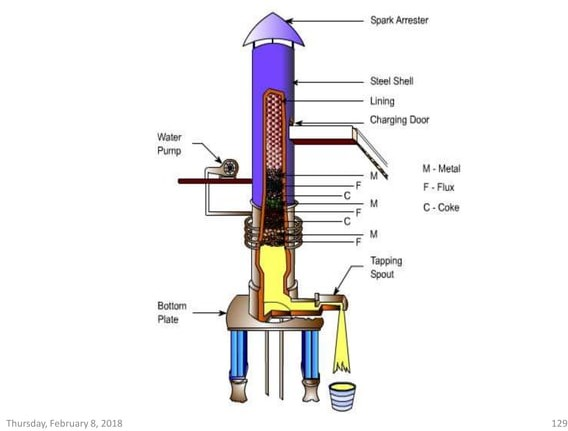 Spark Arrester
Steel Shell
Lining
Charging Door
Water
Pump
M
F
C
M
F
C
M
F
M - Metal
F - Flux
C - Coke
Tapping
Spout
Bottom
Plate
Thursday, February 8, 2018
129